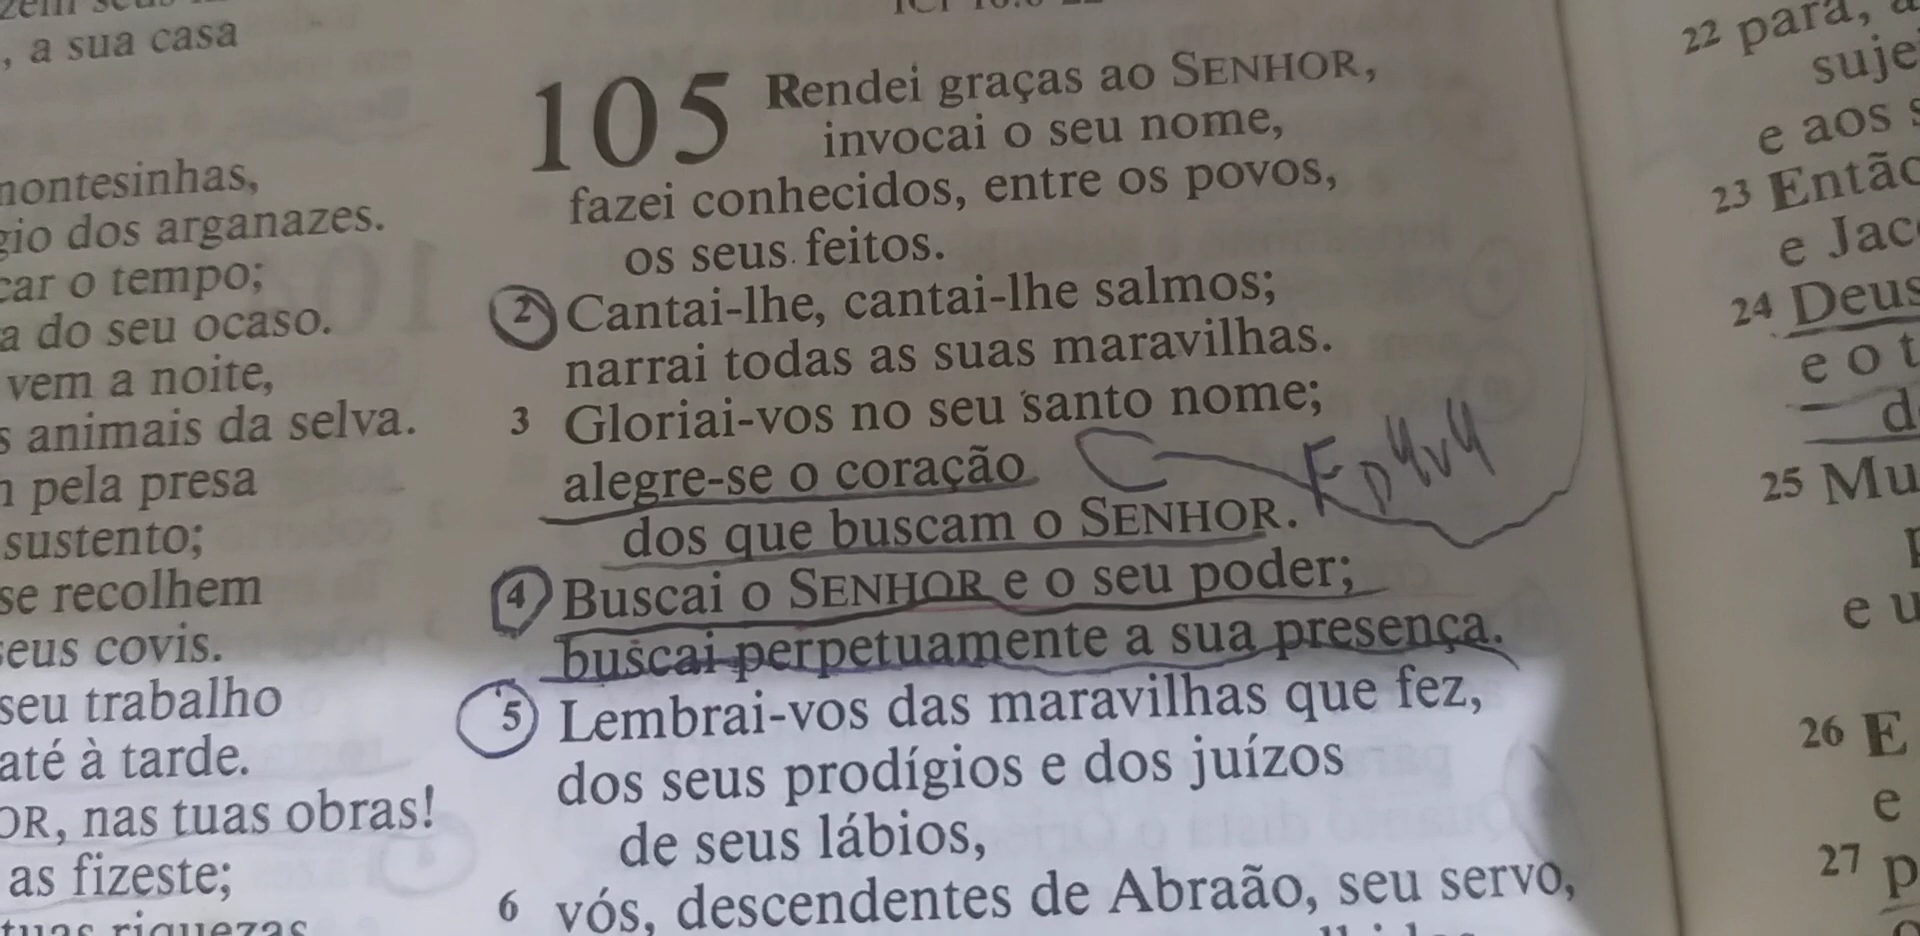 , a sua casa
montesinhas,
dos arganazes.
o tempo;
a do seu ocaso.
vem a noite,
animais da selva.
pela presa
sustento;
se recolhem
seus covis.
seu trabalho
até à tarde.
nas tuas obras!
as fizeste;
105 Rendei graças ao SENHOR,
invocai o seu nome,
fazei conhecidos, entre os povos,
os seus feitos.
2 Cantai-lhe, cantai-lhe salmos;
narrai todas as suas maravilhas.
3 Gloriai-vos no seu santo nome;
alegre-se o coração
dos que buscam o SENHOR.
4 Buscai o SENHOR e o seu poder;
buscai perpetuamente a sua presença.
5 Lembrai-vos das maravilhas que fez,
dos seus prodígios e dos juízos
de seus lábios,
6 vós, descendentes de Abraão, seu servo,
22 para,
e aos
23 Então
e
24 Deus
e o
25
e
26 E
e
27